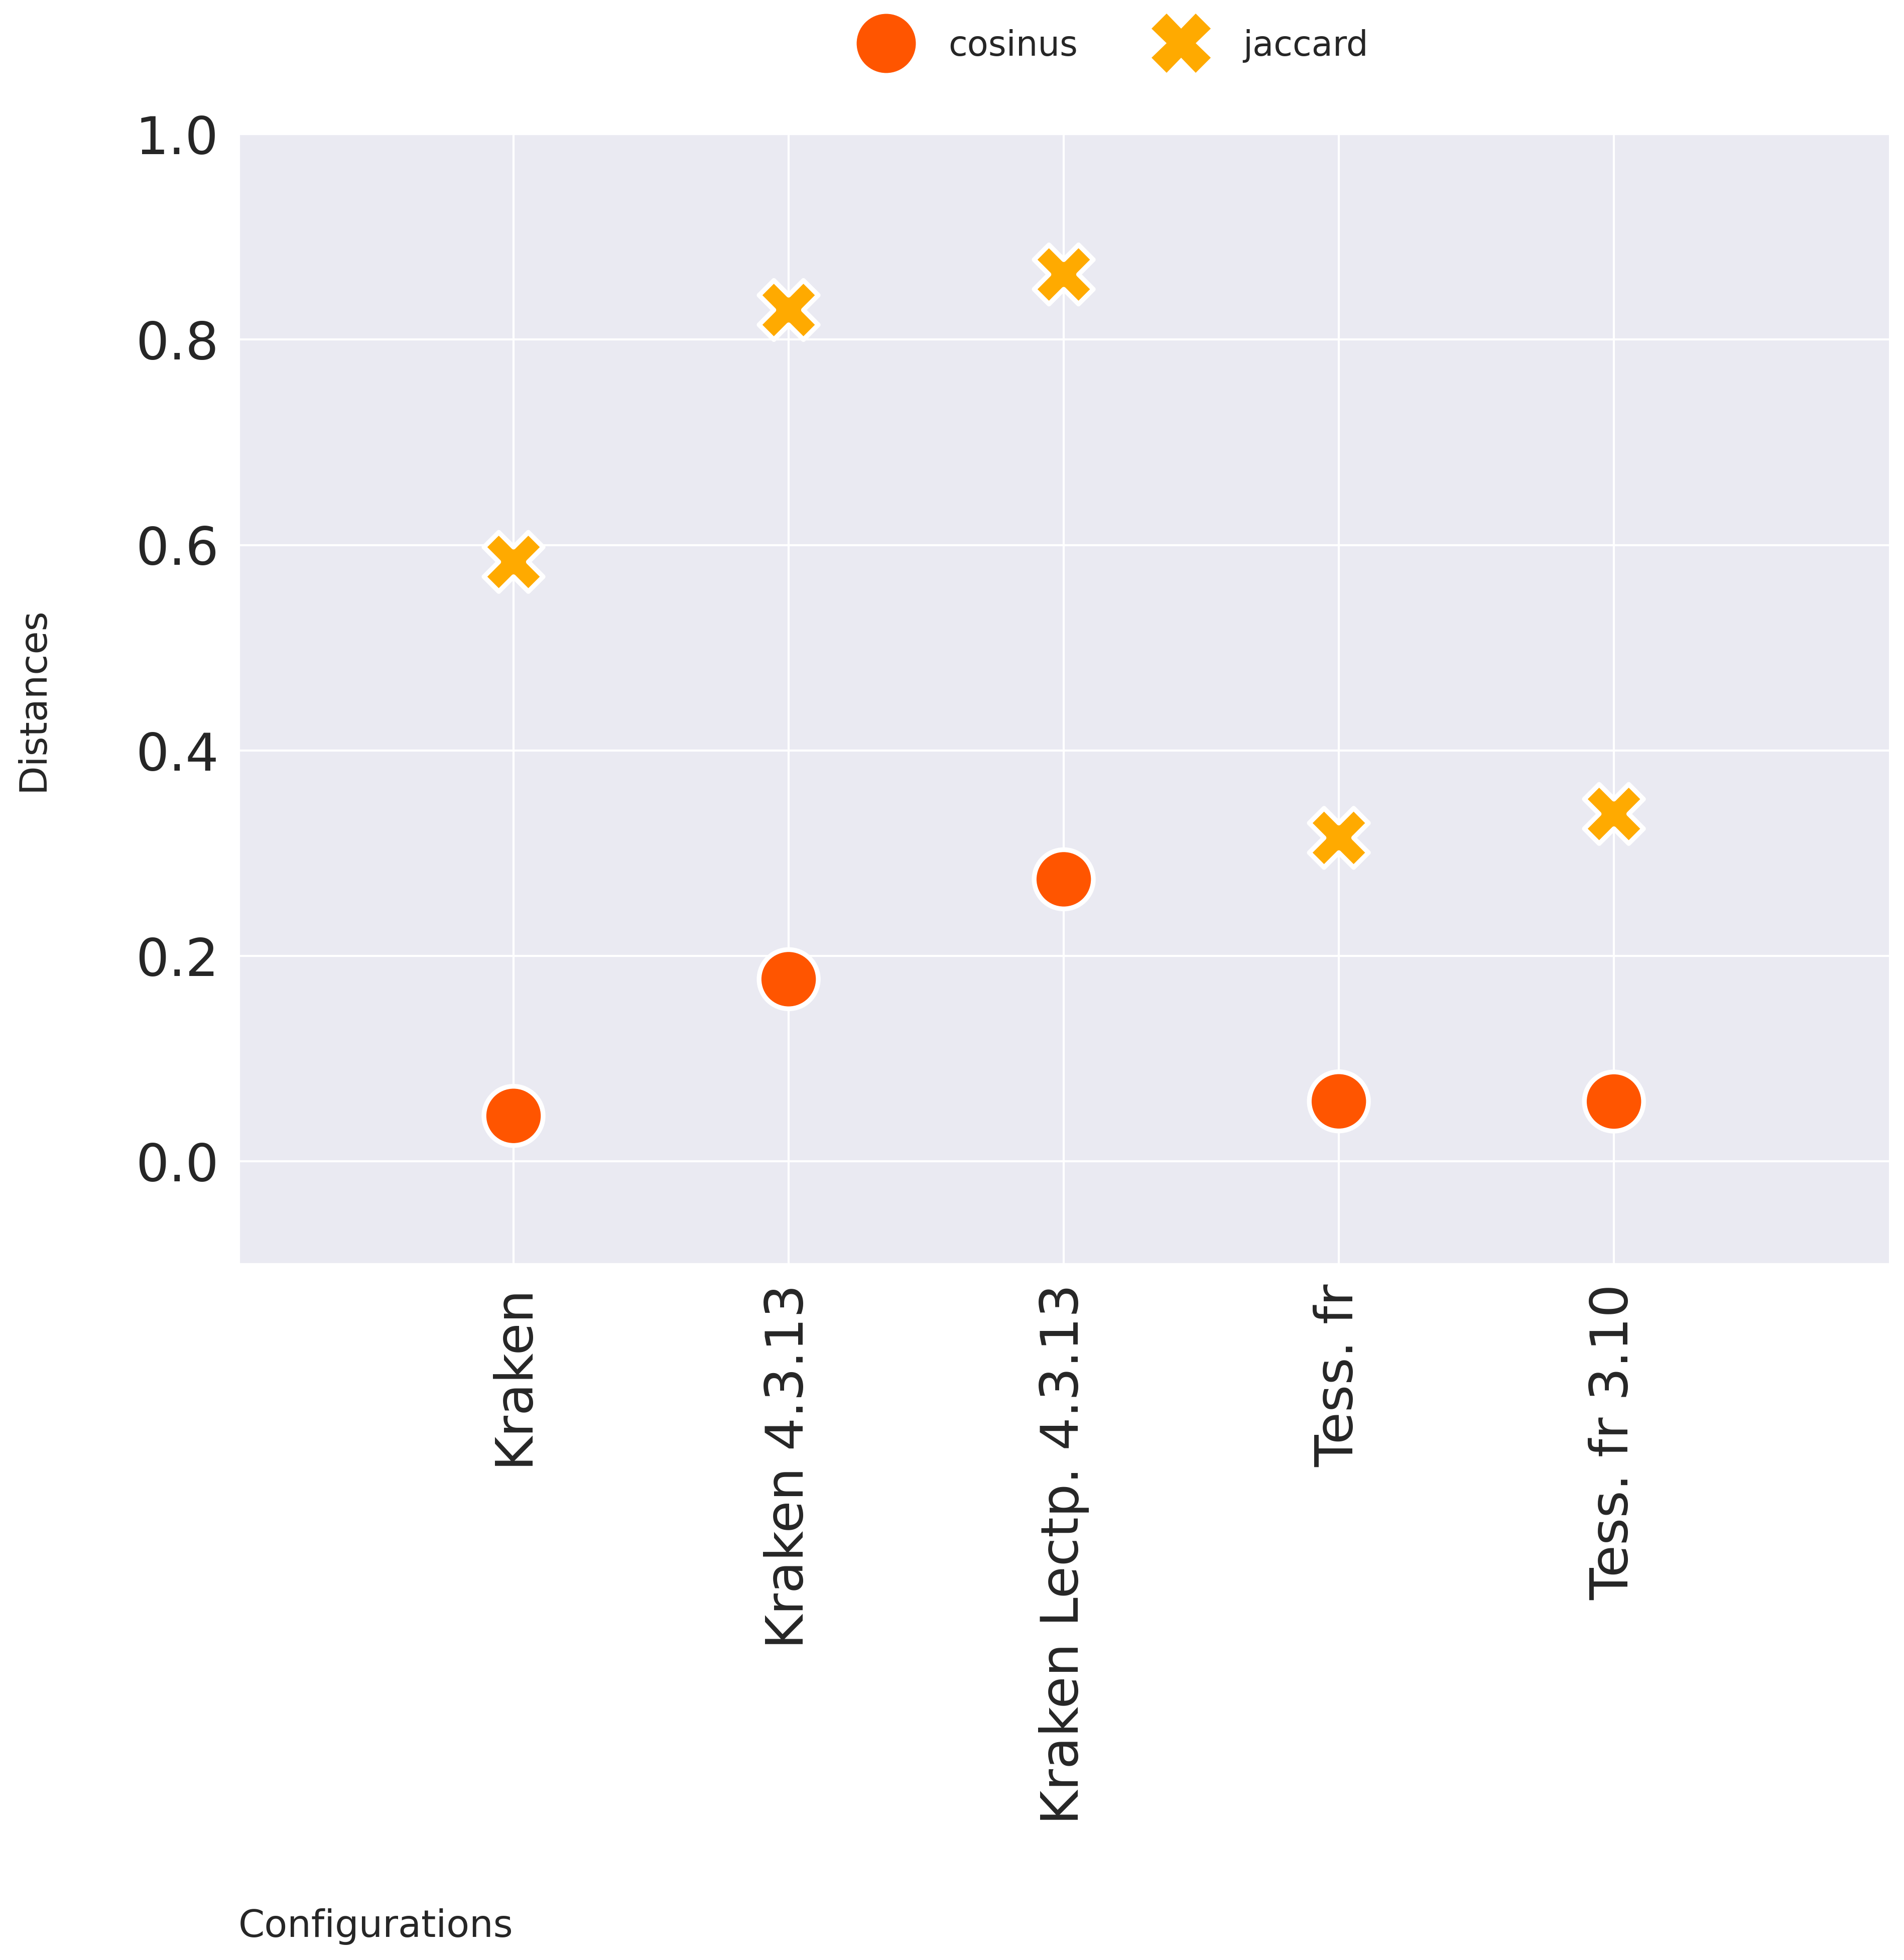 cosinus jaccard
1.0
0.8
0.6
0.4
0.2
0.0
Distances
Kraken
Kraken 4.3.13
Kraken Lectp. 4.3.13
Tess. fr
Tess. fr 3.10
Configurations